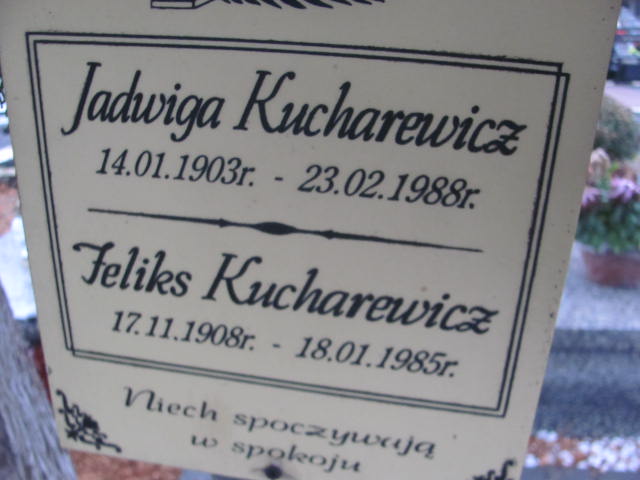 Jadwiga Kucharewicz
14.01.1903r. - 23.02.1988r.
Feliks Kucharewicz
17.11.1908r. - 18.01.1985r.
Niech spoczywają
w spokoju